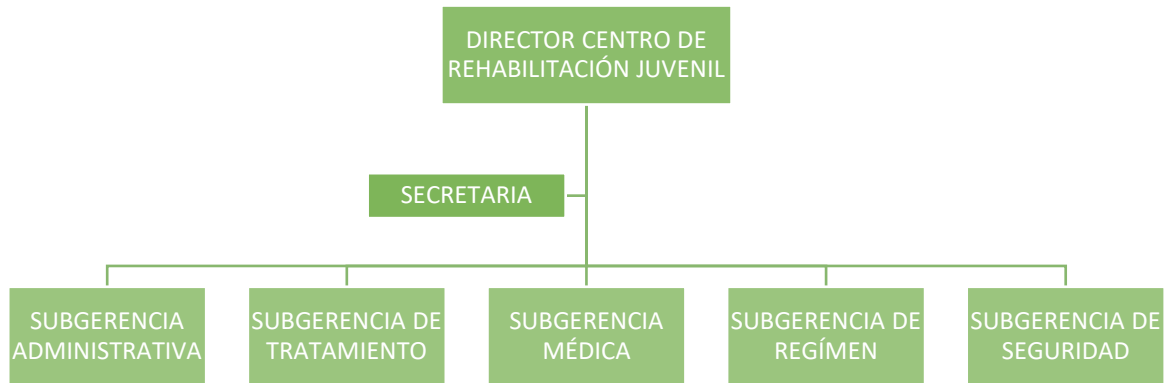 DIRECTOR CENTRO DE
REHABILITACIÓN JUVENIL
SECRETARIA
SUBGERENCIA
ADMINISTRATIVA
SUBGERENCIA DE
TRATAMIENTO
SUBGERENCIA
MÉDICA
SUBGERENCIA DE
REGÍMEN
SUBGERENCIA DE
SEGURIDAD